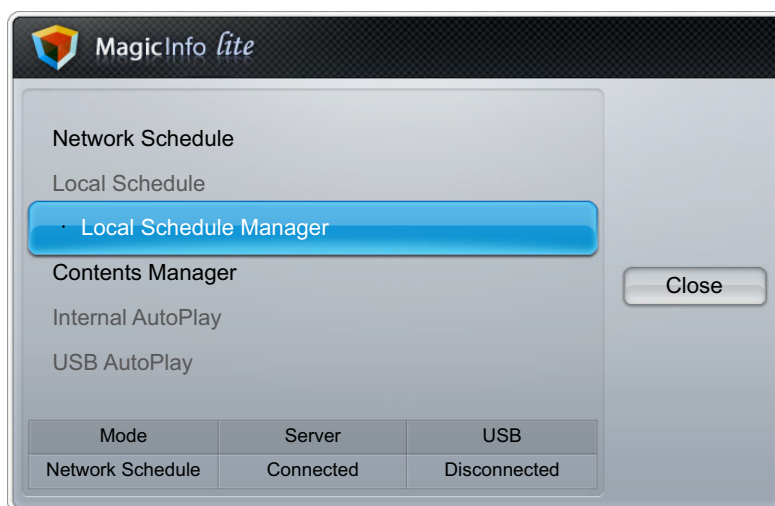 MagicInfo lite
Network Schedule
Local Schedule
· Local Schedule Manager
Contents Manager
Internal AutoPlay
USB AutoPlay
Close
Mode Server USB
Network Schedule Connected Disconnected